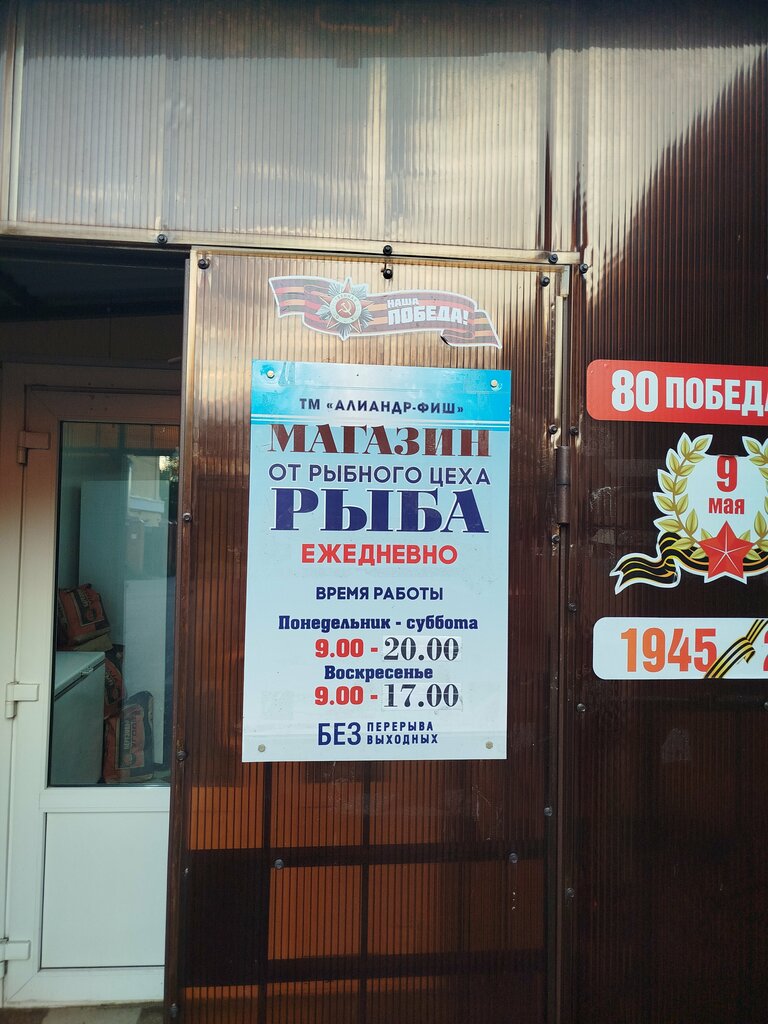 НАША
ПОБЕДА!
ТМ «АЛИАНДР-ФИШ»
МАГАЗИН
ОТ РЫБНОГО ЦЕХА
РЫБА
ЕЖЕДНЕВНО
ВРЕМЯ РАБОТЫ
Понедельник - суббота
9.00 - 20.00
Воскресенье
9.00 - 17.00
БЕЗ ПЕРЕРЫВА
ВЫХОДНЫХ
80 ПОБЕДА
9
мая
1945